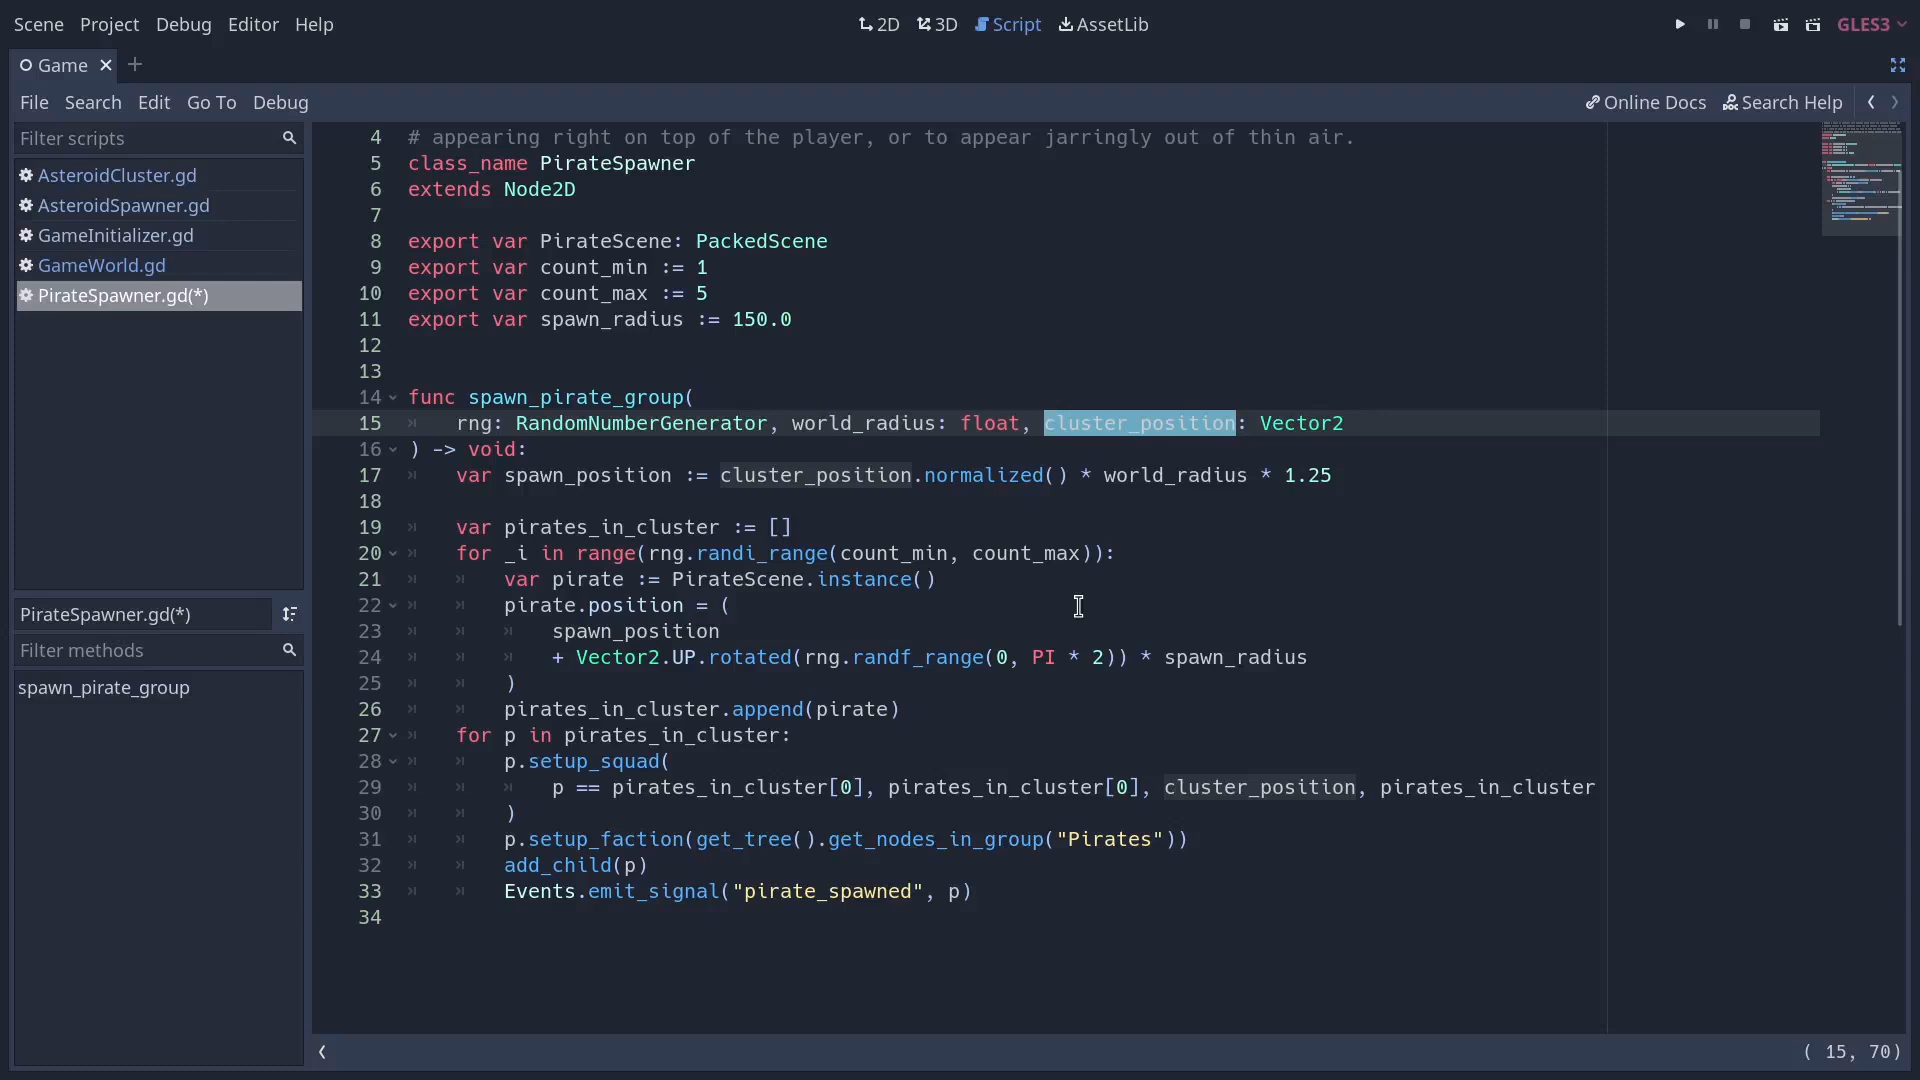 Scene Project Debug Editor Help
2D 3D Script AssetLib
GLES3
Game
File Search Edit Go To Debug
Online Docs Search Help
Filter scripts
AsteroidCluster.gd
AsteroidSpawner.gd
GameInitializer.gd
GameWorld.gd
PirateSpawner.gd(*)
PirateSpawner.gd(*)
Filter methods
spawn_pirate_group
4 # appearing right on top of the player, or to appear jarringly out of thin air.
5 class_name PirateSpawner
6 extends Node2D
7
8 export var PirateScene: PackedScene
9 export var count_min := 1
10 export var count_max := 5
11 export var spawn_radius := 150.0
12
13
14 func spawn_pirate_group(
15 rng: RandomNumberGenerator, world_radius: float, cluster_position: Vector2
16 ) -> void:
17 var spawn_position := cluster_position.normalized() * world_radius * 1.25
18
19 var pirates_in_cluster := []
20 for _i in range(rng.randi_range(count_min, count_max)):
21 var pirate := PirateScene.instance()
22 pirate.position = (
23 spawn_position
24 + Vector2.UP.rotated(rng.randf_range(0, PI * 2)) * spawn_radius
25 )
26 pirates_in_cluster.append(pirate)
27 for p in pirates_in_cluster:
28 p.setup_squad(
29 p == pirates_in_cluster[0], pirates_in_cluster[0], cluster_position, pirates_in_cluster
30 )
31 p.setup_faction(get_tree().get_nodes_in_group("Pirates"))
32 add_child(p)
33 Events.emit_signal("pirate_spawned", p)
34
( 15, 70)